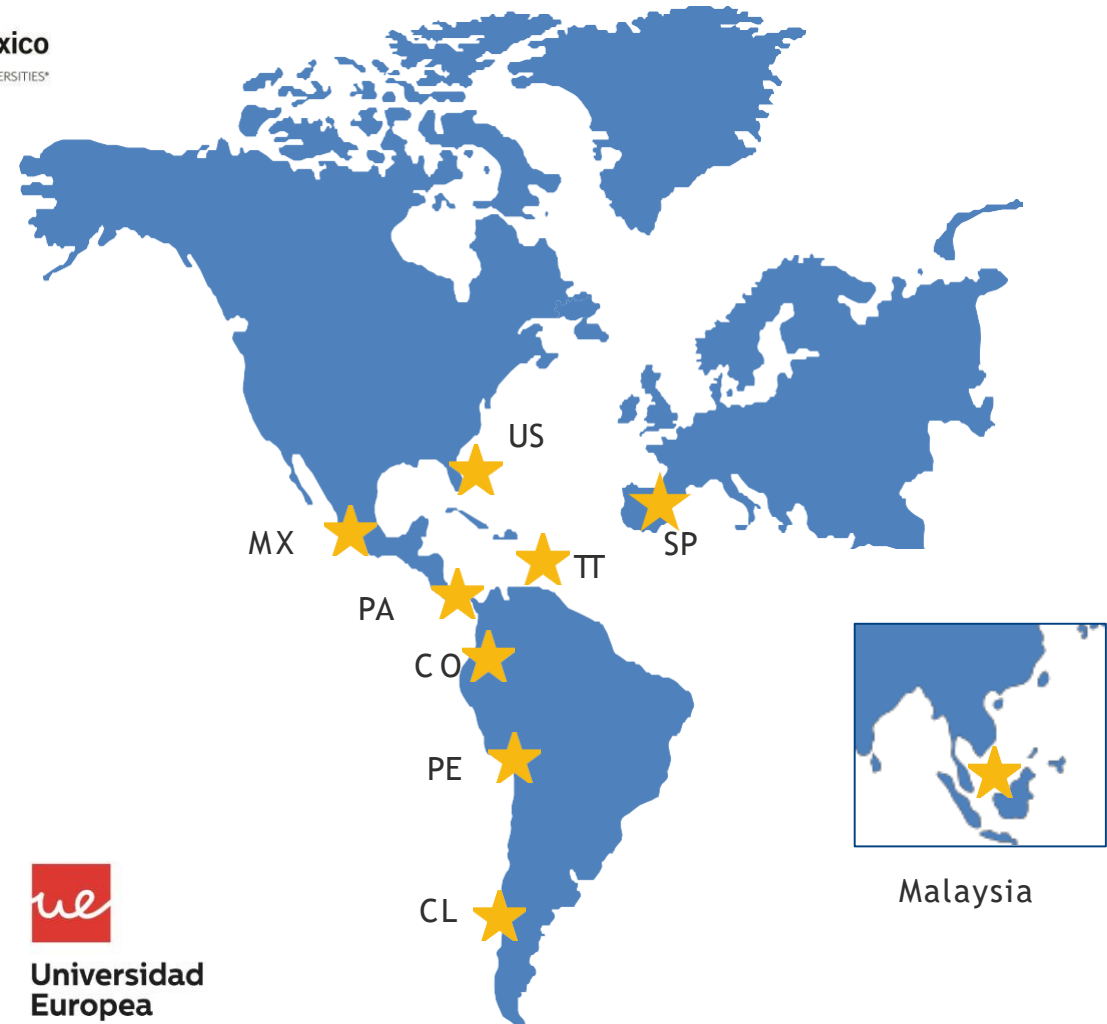 xico
ERSITIES*
US
MX
SP
TT
PA
CO
PE
CL
Malaysia
ue
Universidad
Europea